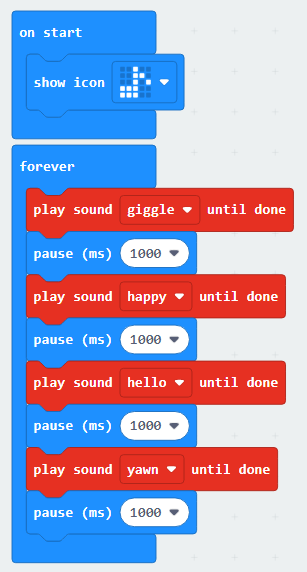 on start
show icon
forever
play sound giggle until done
pause (ms) 1000
play sound happy until done
pause (ms) 1000
play sound hello until done
pause (ms) 1000
play sound yawn until done
pause (ms) 1000